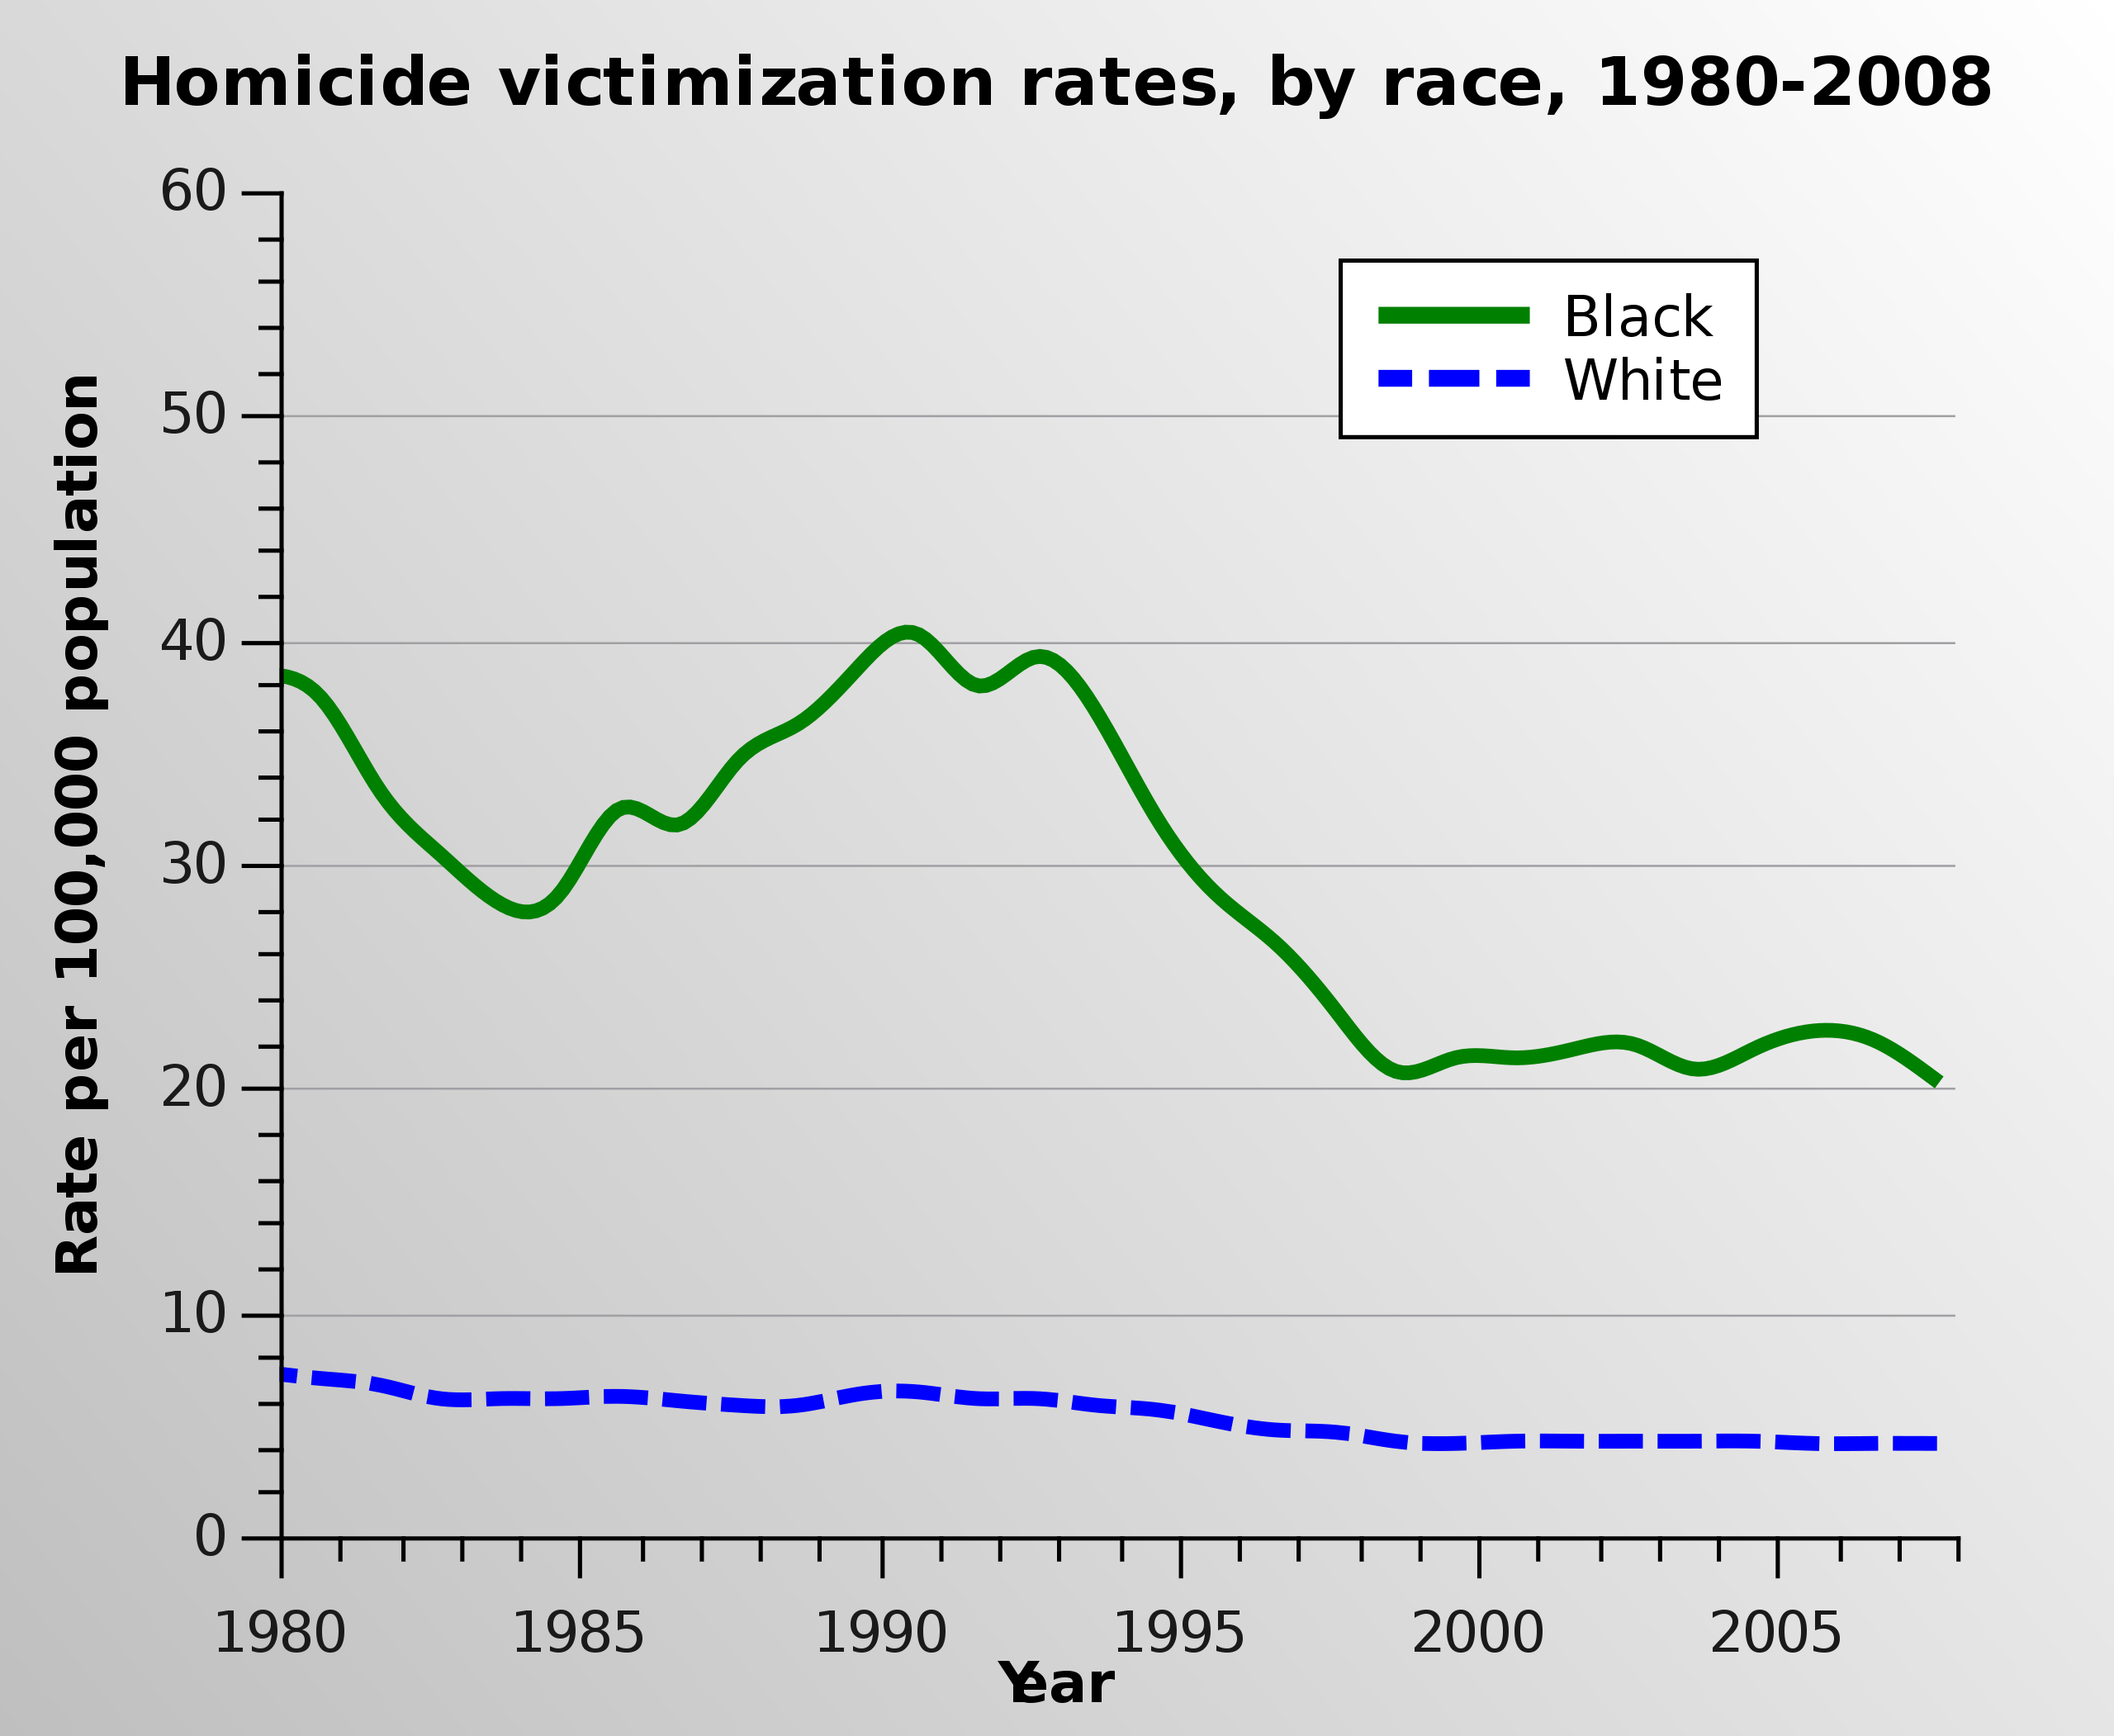 Homicide victimization rates, by race, 1980-2008
Black
White
Rate per 100,000 population
60
50
40
30
20
10
0
1980 1985 1990 1995 2000 2005
Year